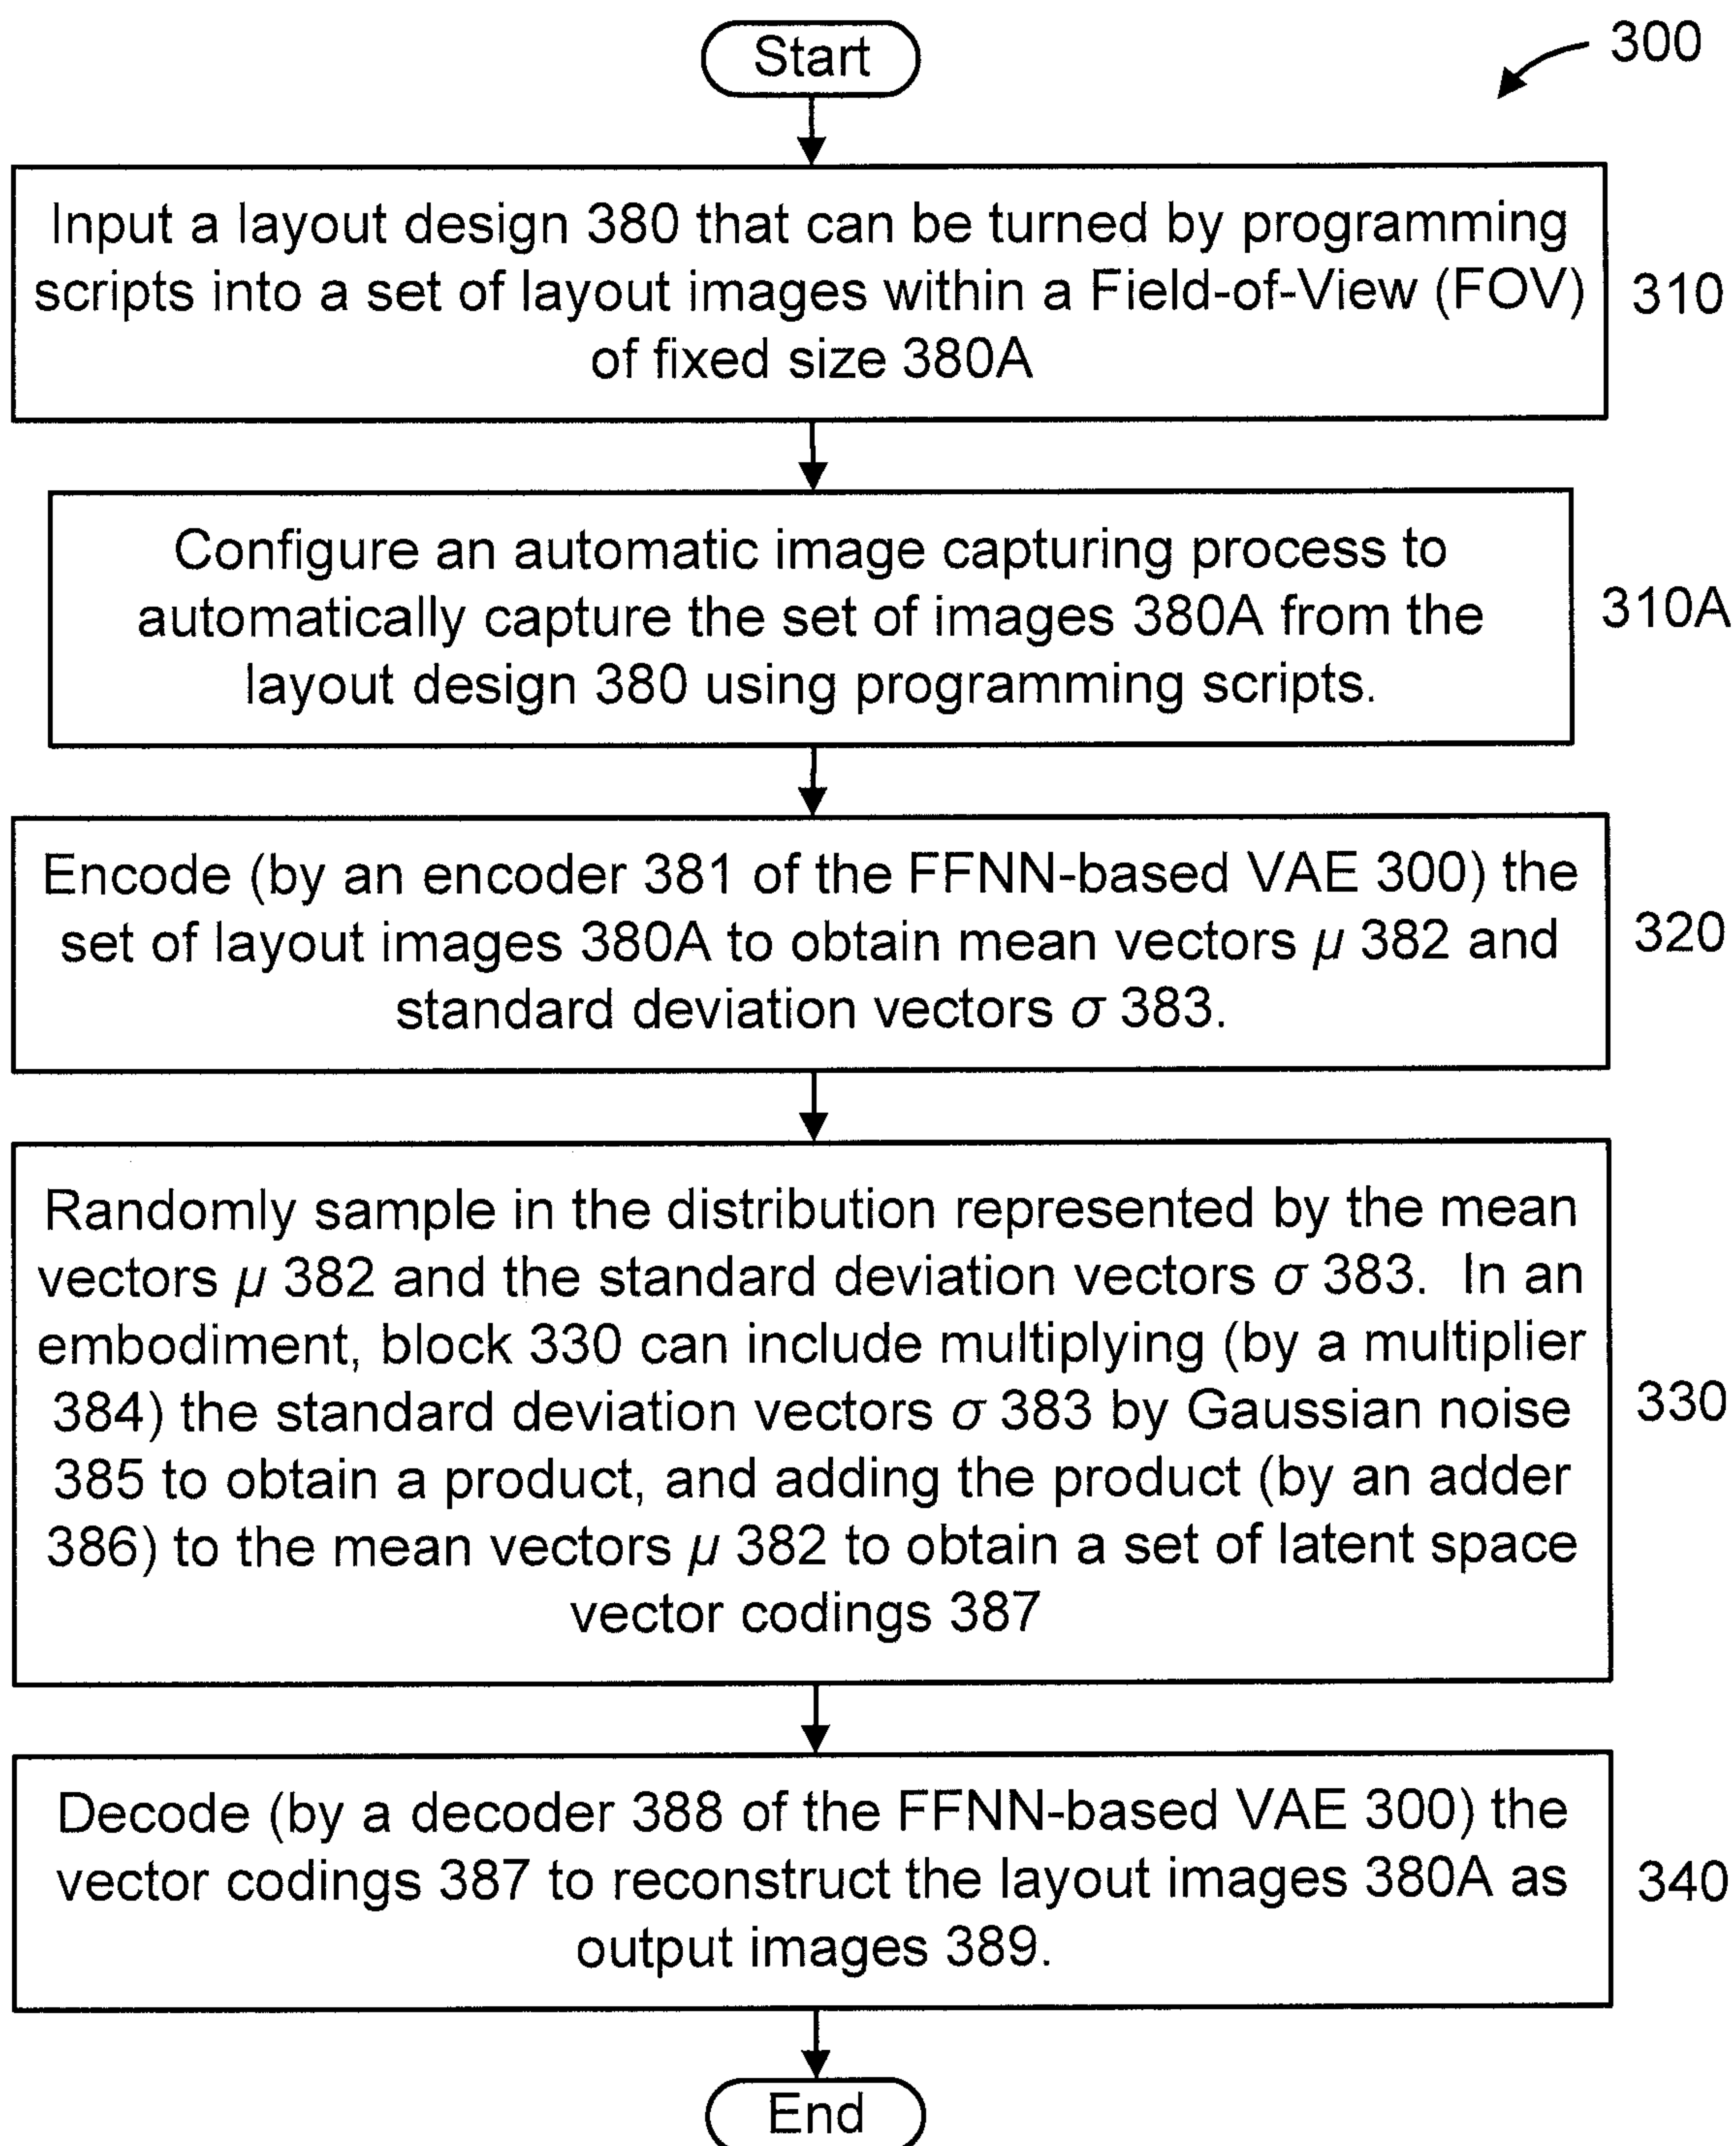 Start
300
Input a layout design 380 that can be turned by programming
scripts into a set of layout images within a Field-of-View (FOV)
of fixed size 380A
310
Configure an automatic image capturing process to
automatically capture the set of images 380A from the
layout design 380 using programming scripts.
310A
Encode (by an encoder 381 of the FFNN-based VAE 300) the
set of layout images 380A to obtain mean vectors μ 382 and
standard deviation vectors σ 383.
320
Randomly sample in the distribution represented by the mean
vectors μ 382 and the standard deviation vectors σ 383.  In an
embodiment, block 330 can include multiplying (by a multiplier
384) the standard deviation vectors σ 383 by Gaussian noise
385 to obtain a product, and adding the product (by an adder
386) to the mean vectors μ 382 to obtain a set of latent space
vector codings 387
330
Decode (by a decoder 388 of the FFNN-based VAE 300) the
vector codings 387 to reconstruct the layout images 380A as
output images 389.
340
End